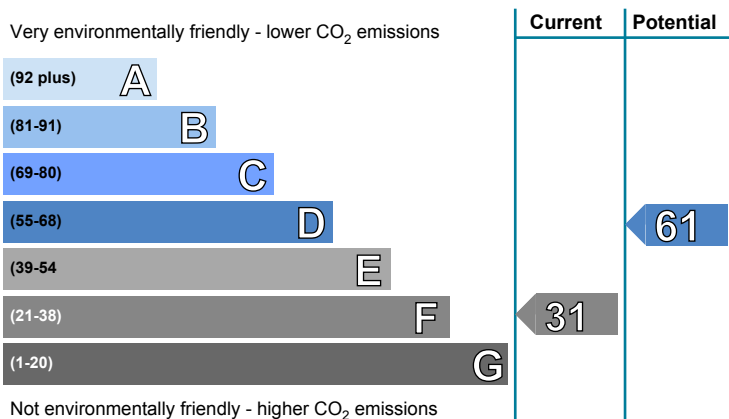 Very environmentally friendly - lower CO2 emissions
Current
Potential
(92 plus) A
(81-91) B
(69-80) C
(55-68) D
61
(39-54 E
(21-38) F
31
(1-20) G
Not environmentally friendly - higher CO2 emissions